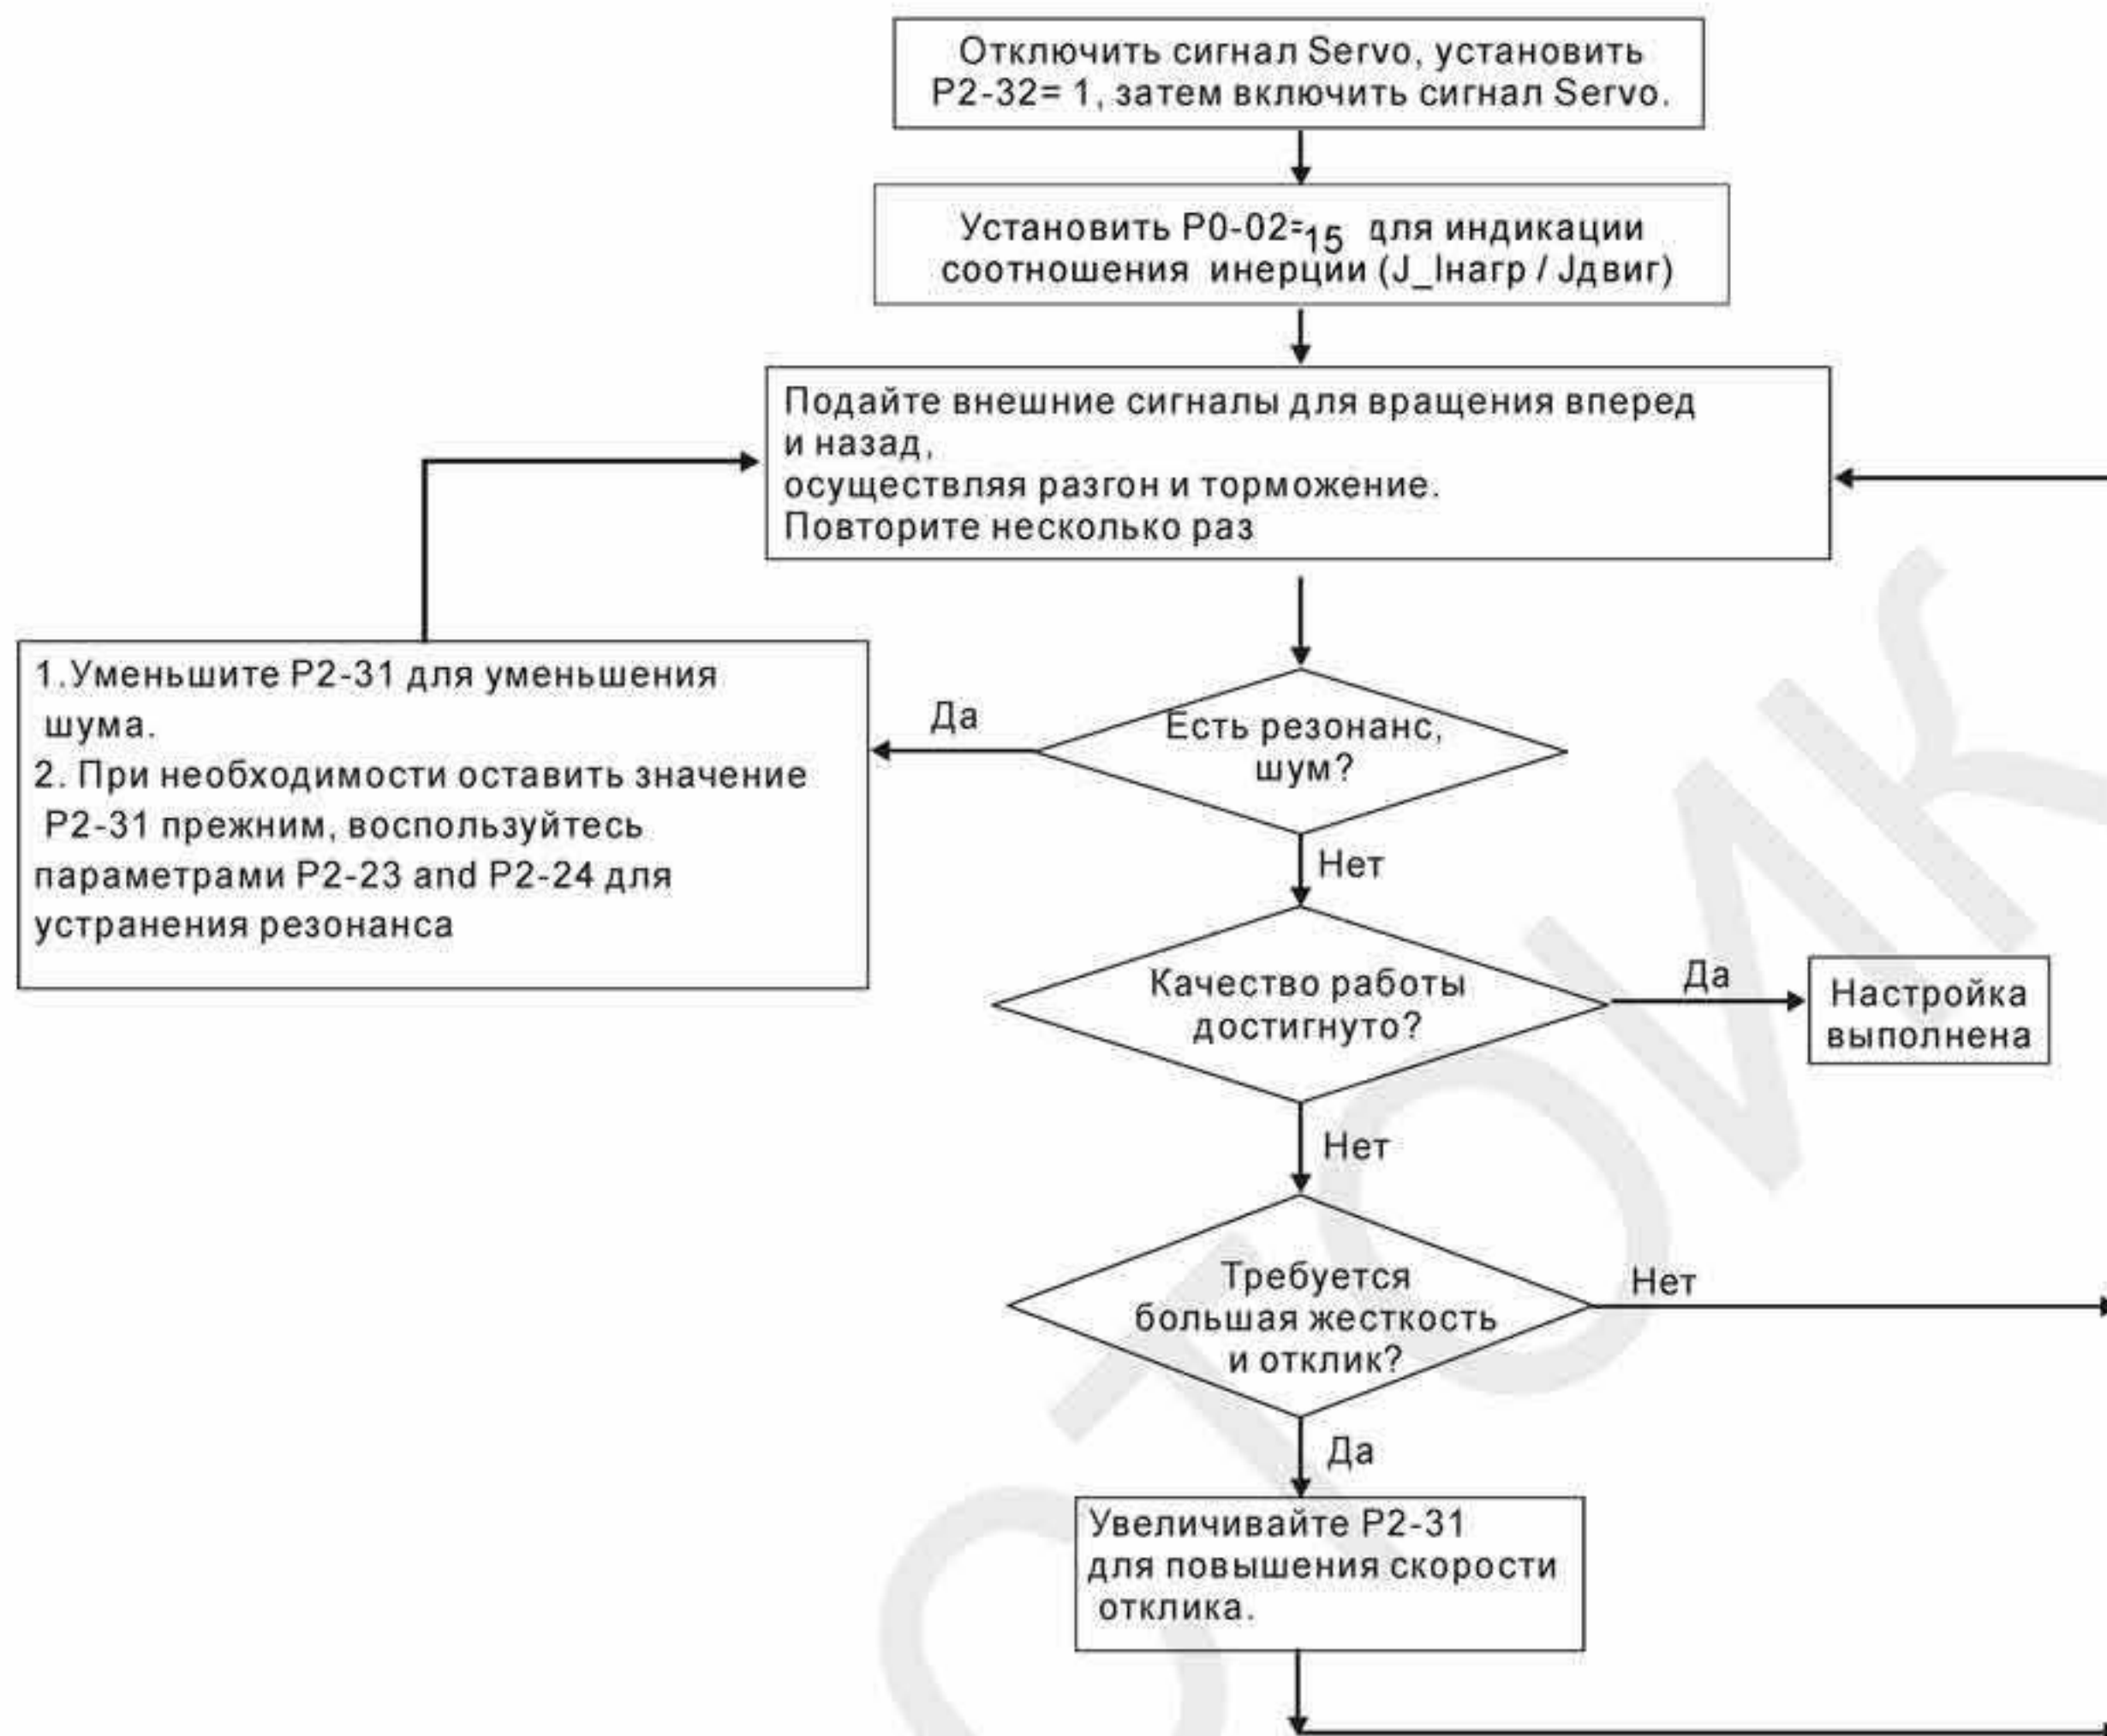 Отключить сигнал Servo, установить
P2-32= 1, затем включить сигнал Servo.
Установить P0-02=15 для индикации
соотношения инерции (J_Iнагр / Jдвиг)
Подайте внешние сигналы для вращения вперед
и назад,
осуществляя разгон и торможение.
Повторите несколько раз
1.Уменьшите P2-31 для уменьшения
шума.
2. При необходимости оставить значение
P2-31 прежним, воспользуйтесь
параметрами P2-23 and P2-24 для
устранения резонанса
Да
Есть резонанс,
шум?
Нет
Качество работы
достигнуто?
Да
Настройка
выполнена
Нет
Требуется
большая жесткость
и отклик?
Нет
Да
Увеличивайте P2-31
для повышения скорости
отклика.